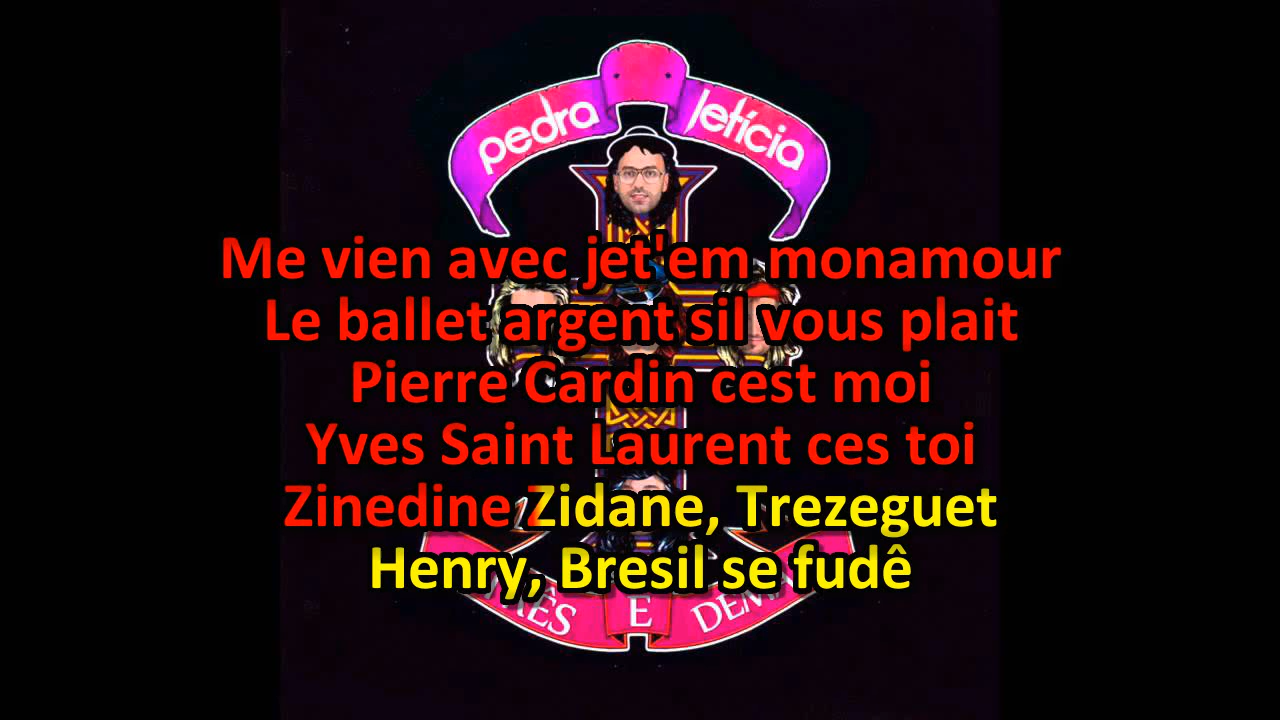 pedra letícia
Me vien avec jet'em monamour
Le ballet argent sil vous plait
Pierre Cardin cest moi
Yves Saint Laurent ces toi
Zinedine Zidane, Trezeguet
Henry, Bresil se fudê
E